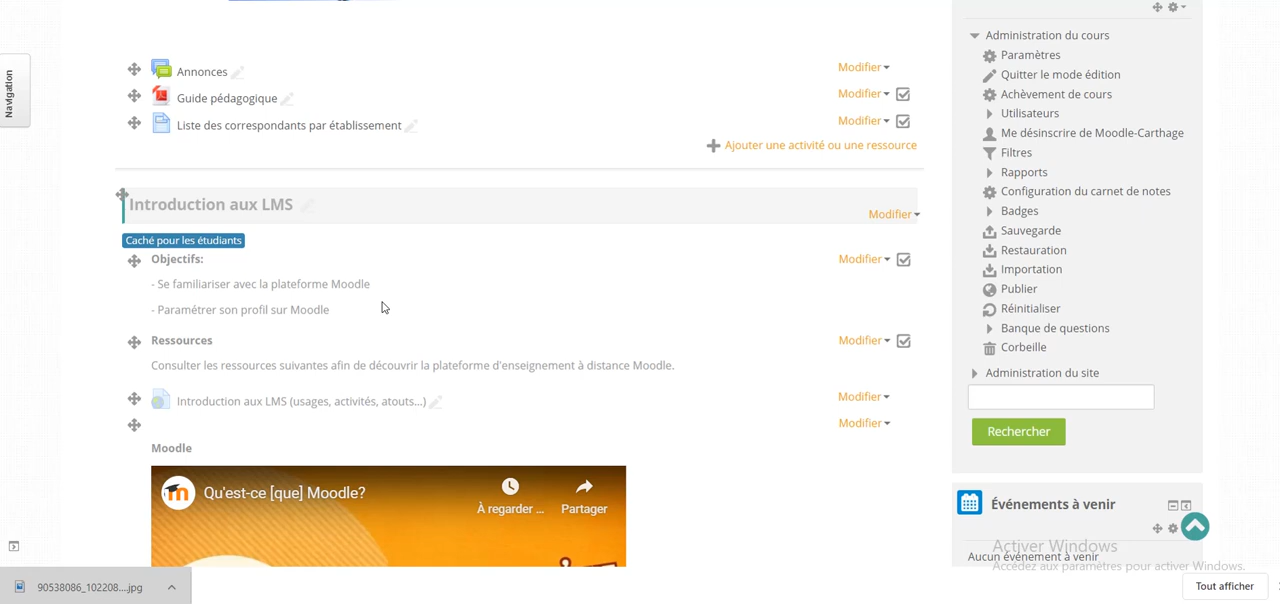 Navigation
Annonces
Modifier
Guide pédagogique
Modifier
Liste des correspondants par établissement
Modifier
Ajouter une activité ou une ressource
Introduction aux LMS
Modifier
Caché pour les étudiants
Objectifs:
Modifier
- Se familiariser avec la plateforme Moodle
- Paramétrer son profil sur Moodle
Ressources
Modifier
Consulter les ressources suivantes afin de découvrir la plateforme d'enseignement à distance Moodle.
Introduction aux LMS (usages, activités, atouts...)
Modifier
Modifier
Moodle
Qu'est-ce [que] Moodle?
À regarder ...
Partager
Administration du cours
Paramètres
Quitter le mode édition
Achèvement de cours
Utilisateurs
Me désinscrire de Moodle-Carthage
Filtres
Rapports
Configuration du carnet de notes
Badges
Sauvegarde
Restauration
Importation
Publier
Réinitialiser
Banque de questions
Corbeille
Administration du site
Rechercher
Événements à venir
Aucun événement à venir
Activer Windows
Accédez aux paramètres pour activer Windows.
90538086_102208....jpg
Tout afficher